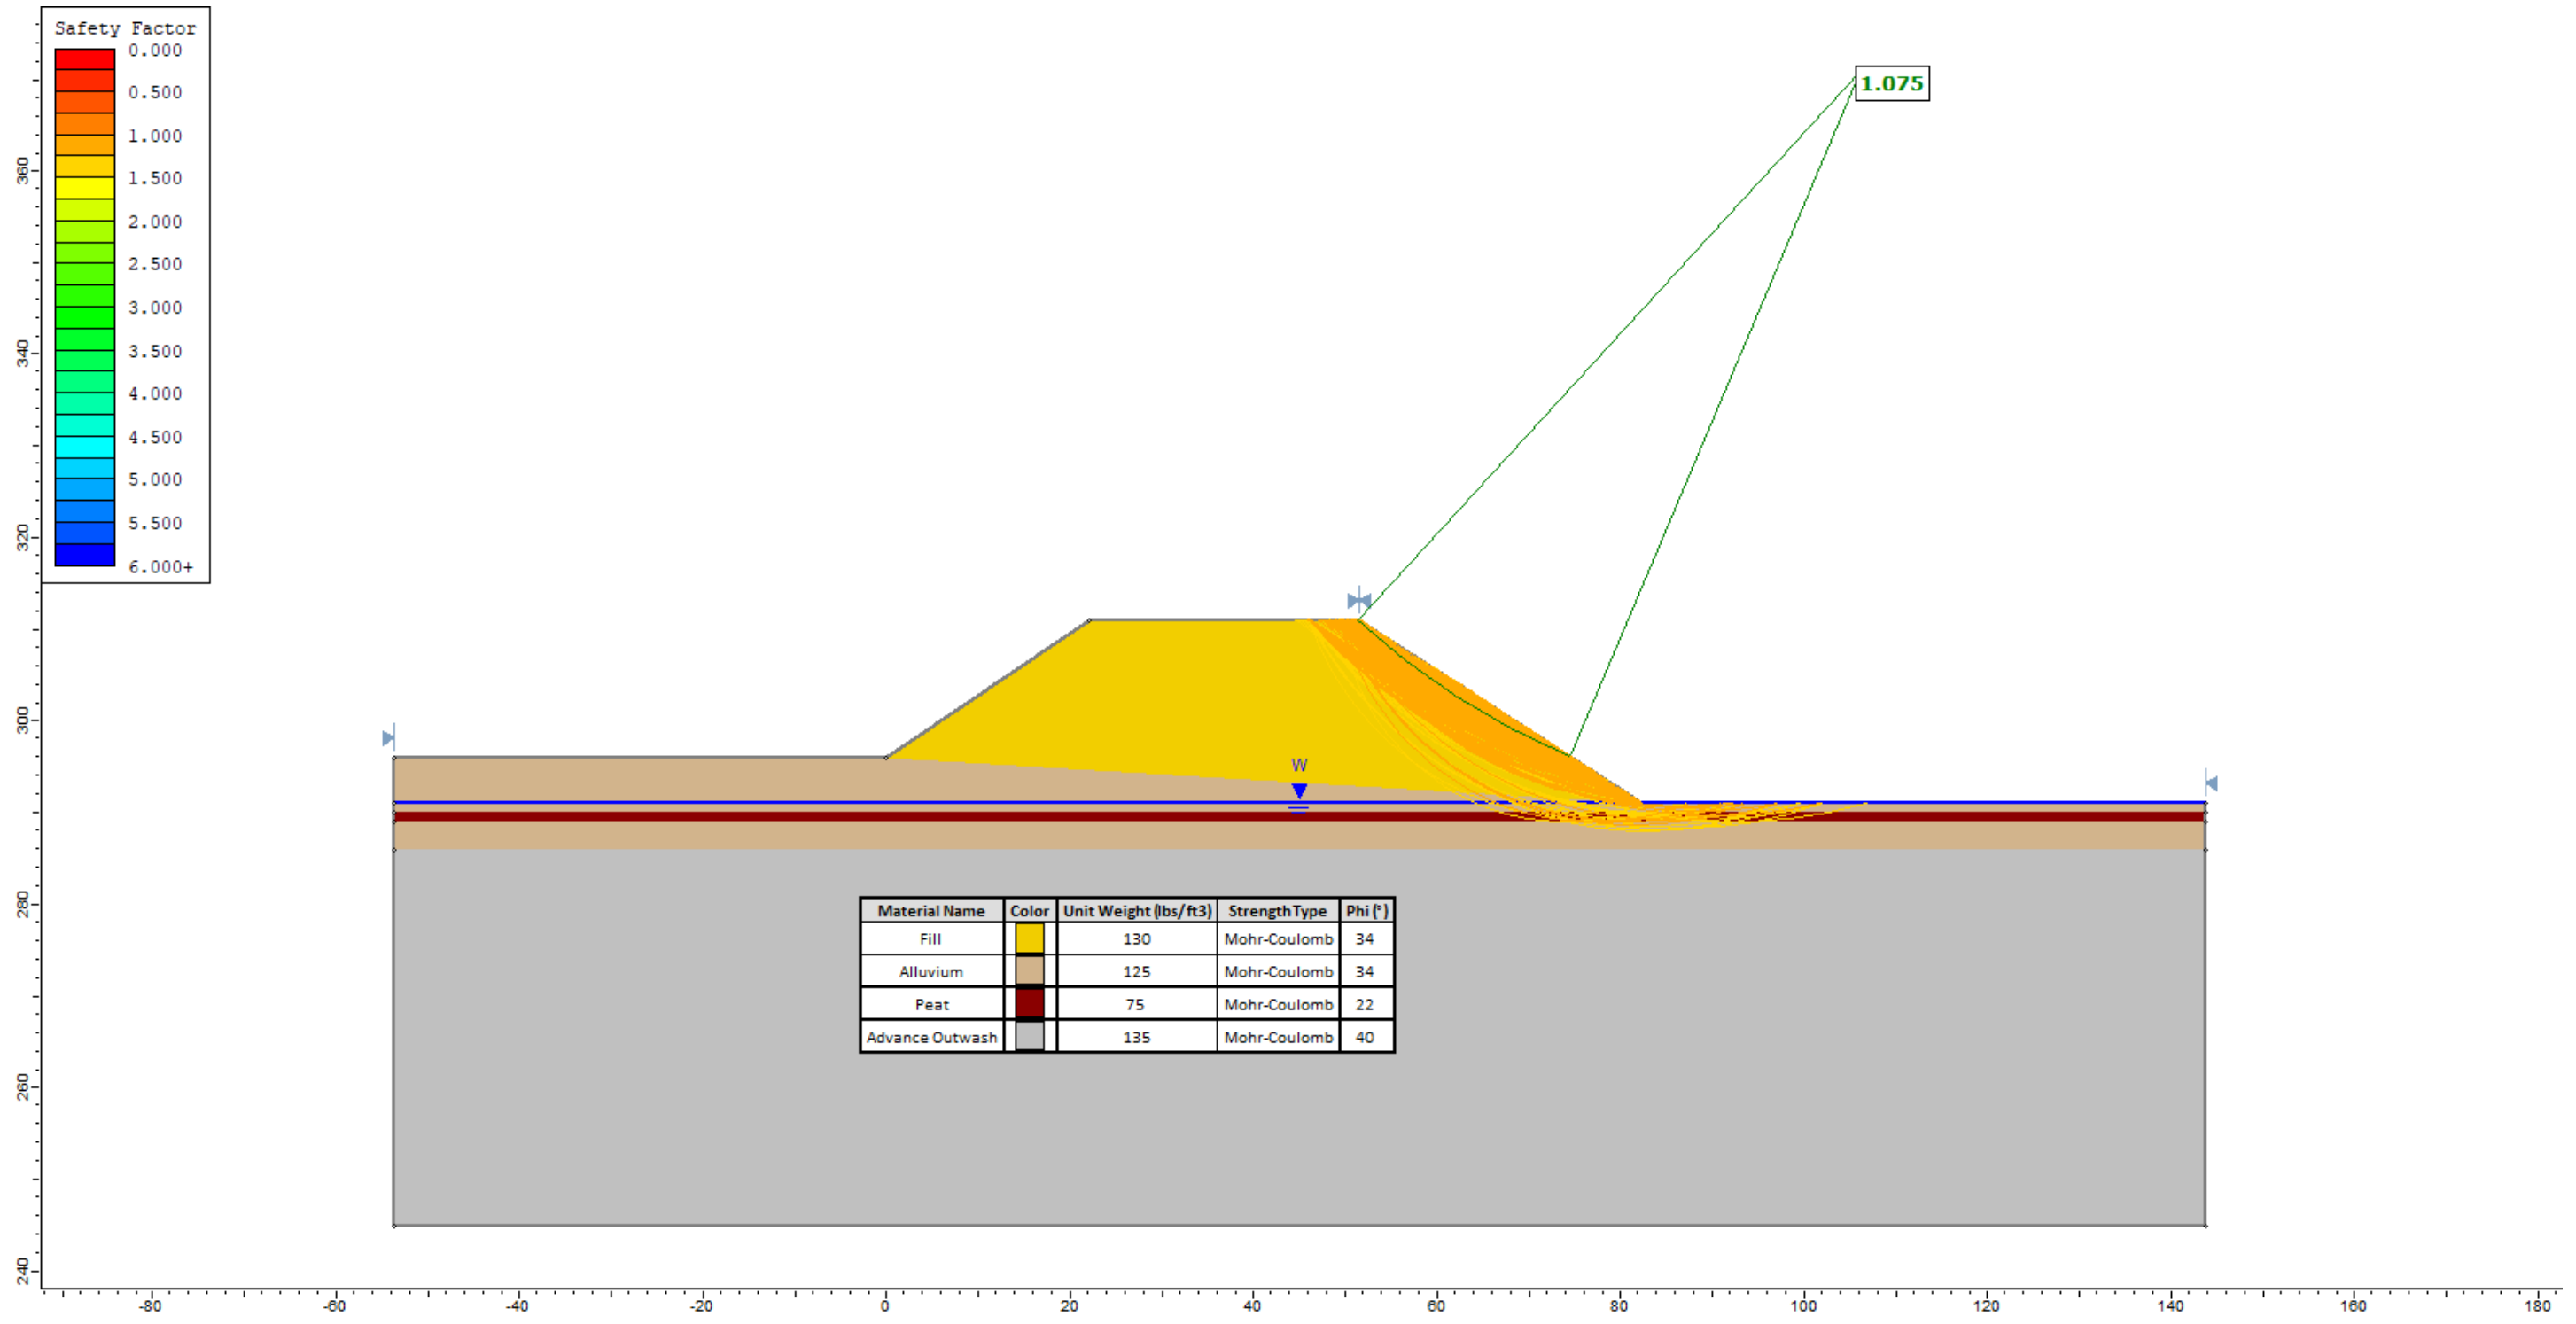 Safety Factor
0.000
0.500
1.000
1.500
2.000
2.500
3.000
3.500
4.000
4.500
5.000
5.500
6.000+
1.075
360
340
320
300
280
260
240
W
Material Name Color Unit Weight (lbs/ft3) Strength Type Phi (°)
Fill 130 Mohr-Coulomb 34
Alluvium 125 Mohr-Coulomb 34
Peat 75 Mohr-Coulomb 22
Advance Outwash 135 Mohr-Coulomb 40
-80 -60 -40 -20 0 20 40 60 80 100 120 140 160 180